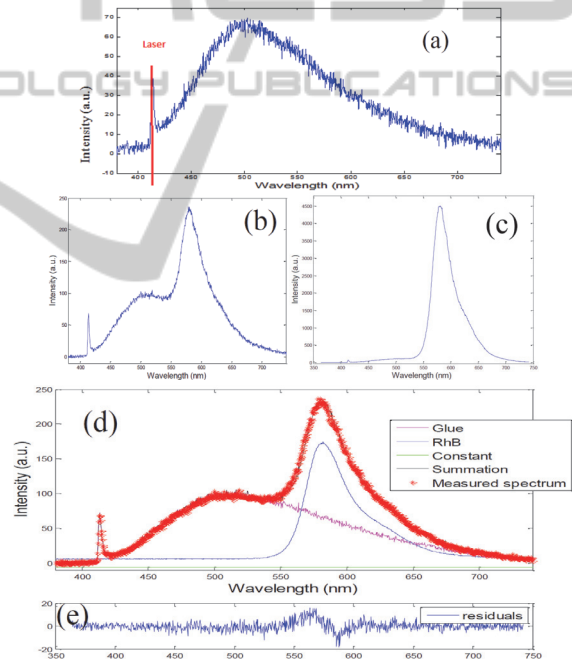 OLOGY PUBLICATIONS
Laser
(a)
Intensity (a.u.)
70
60
50
40
30
20
10
0
-10
400 450 500 550 600 650 700
Wavelength (nm)
(b)
Intensity (a.u.)
250
200
150
100
50
0
400 450 500 550 600 650 700
Wavelength (nm)
(c)
Intensity (a.u.)
4500
4000
3500
3000
2500
2000
1500
1000
500
0
350 400 450 500 550 600 650 700 750
Wavelength (nm)
(d)
Intensity (a.u.)
250
200
150
100
50
0
Glue
RhB
Constant
Summation
Measured spectrum
400 450 500 550 600 650 700
Wavelength (nm)
(e)
20
0
-20
residuals
350 400 450 500 550 600 650 700 750